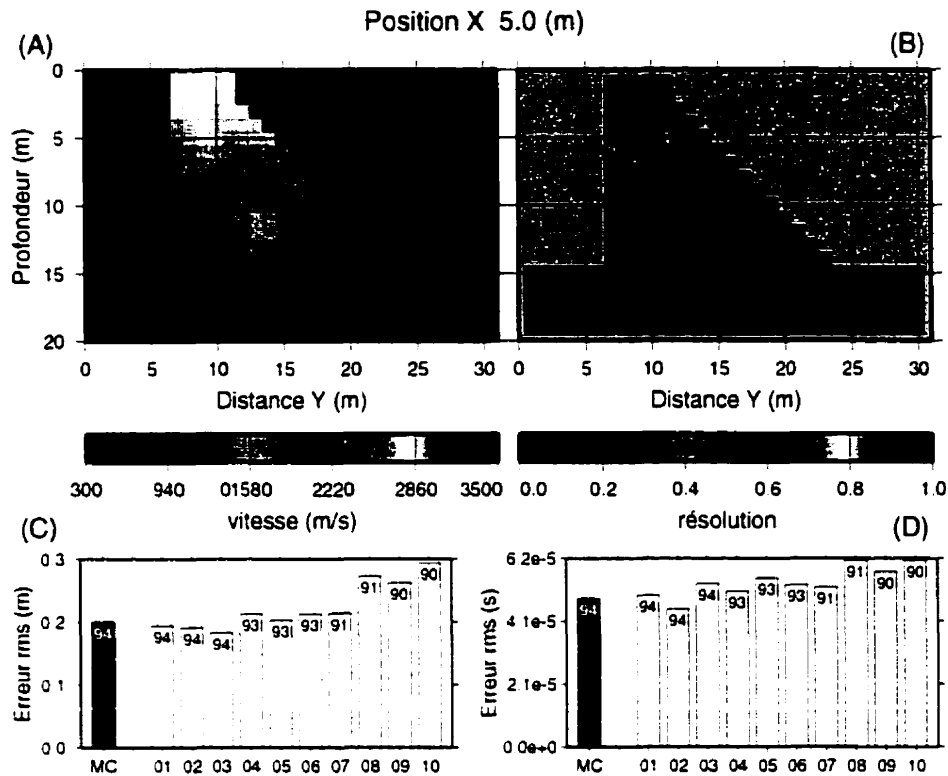 Position X 5.0 (m)
(A)
(B)
Profondeur (m)
0
5
10
15
20
0 5 10 15 20 25 30
0 5 10 15 20 25 30
Distance Y (m)
Distance Y (m)
300 940 01580 2220 2860 3500
0.0 0.2 0.4 0.6 0.8 1.0
vitesse (m/s)
résolution
(C)
(D)
Erreur rms (m)
0.3
0.2
0.1
0.0
94 94 94 94 93 93 93 91 91 90 90
MC 01 02 03 04 05 06 07 08 09 10
Erreur rms (s)
6.2e-5
4.1e-5
2.1e-5
0.0e+0
94 94 94 94 93 93 93 91 91 90 90
MC 01 02 03 04 05 06 07 08 09 10